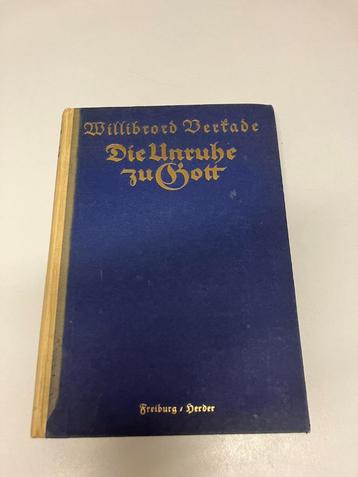 Willibrord Verkade
Die Unruhe
zu Gott
Freiburg / Herder